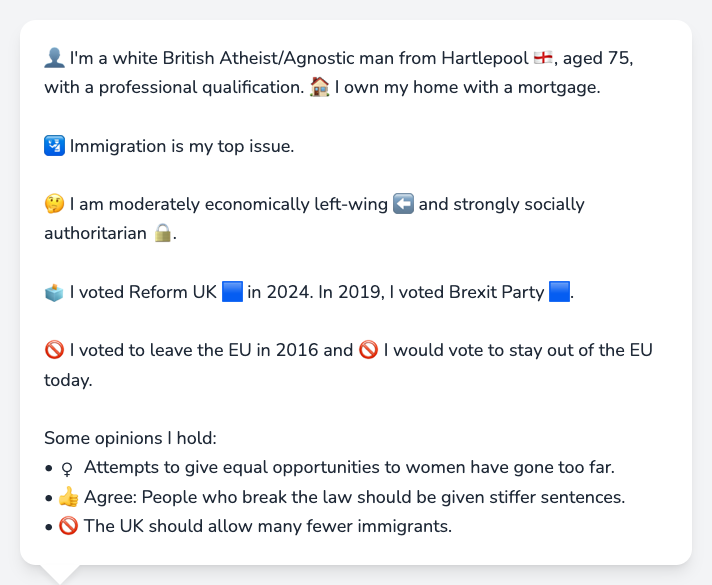 👤 I'm a white British Atheist/Agnostic man from Hartlepool 🏴󠁧󠁢󠁥󠁮󠁧󠁿, aged 75,
with a professional qualification. 🏠 I own my home with a mortgage.
🛂 Immigration is my top issue.
🤔 I am moderately economically left-wing ⬅️ and strongly socially
authoritarian 🔒.
🗳️ I voted Reform UK 🟦 in 2024. In 2019, I voted Brexit Party 🟦.
🚫 I voted to leave the EU in 2016 and 🚫 I would vote to stay out of the EU
today.
Some opinions I hold:
• ♀ Attempts to give equal opportunities to women have gone too far.
• 👍 Agree: People who break the law should be given stiffer sentences.
• 🚫 The UK should allow many fewer immigrants.